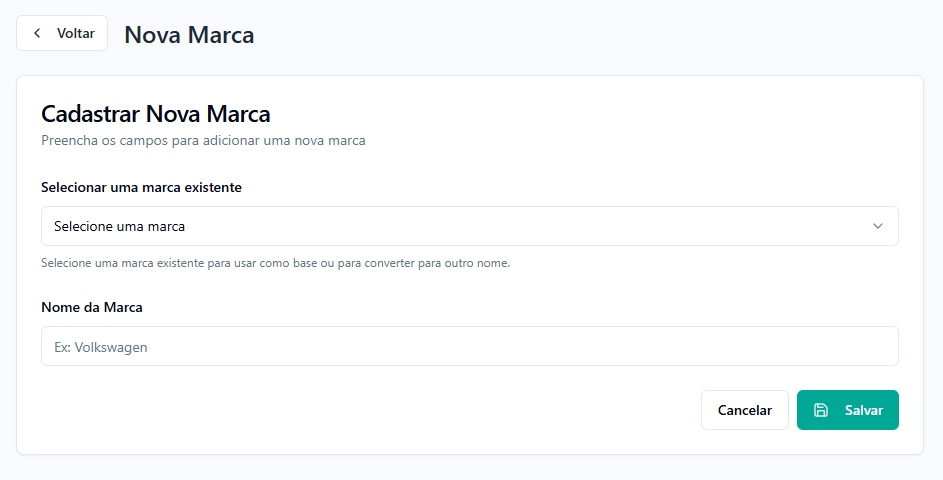 Voltar
Nova Marca
Cadastrar Nova Marca
Preencha os campos para adicionar uma nova marca
Selecionar uma marca existente
Selecione uma marca
Selecione uma marca existente para usar como base ou para converter para outro nome.
Nome da Marca
Ex: Volkswagen
Cancelar
Salvar